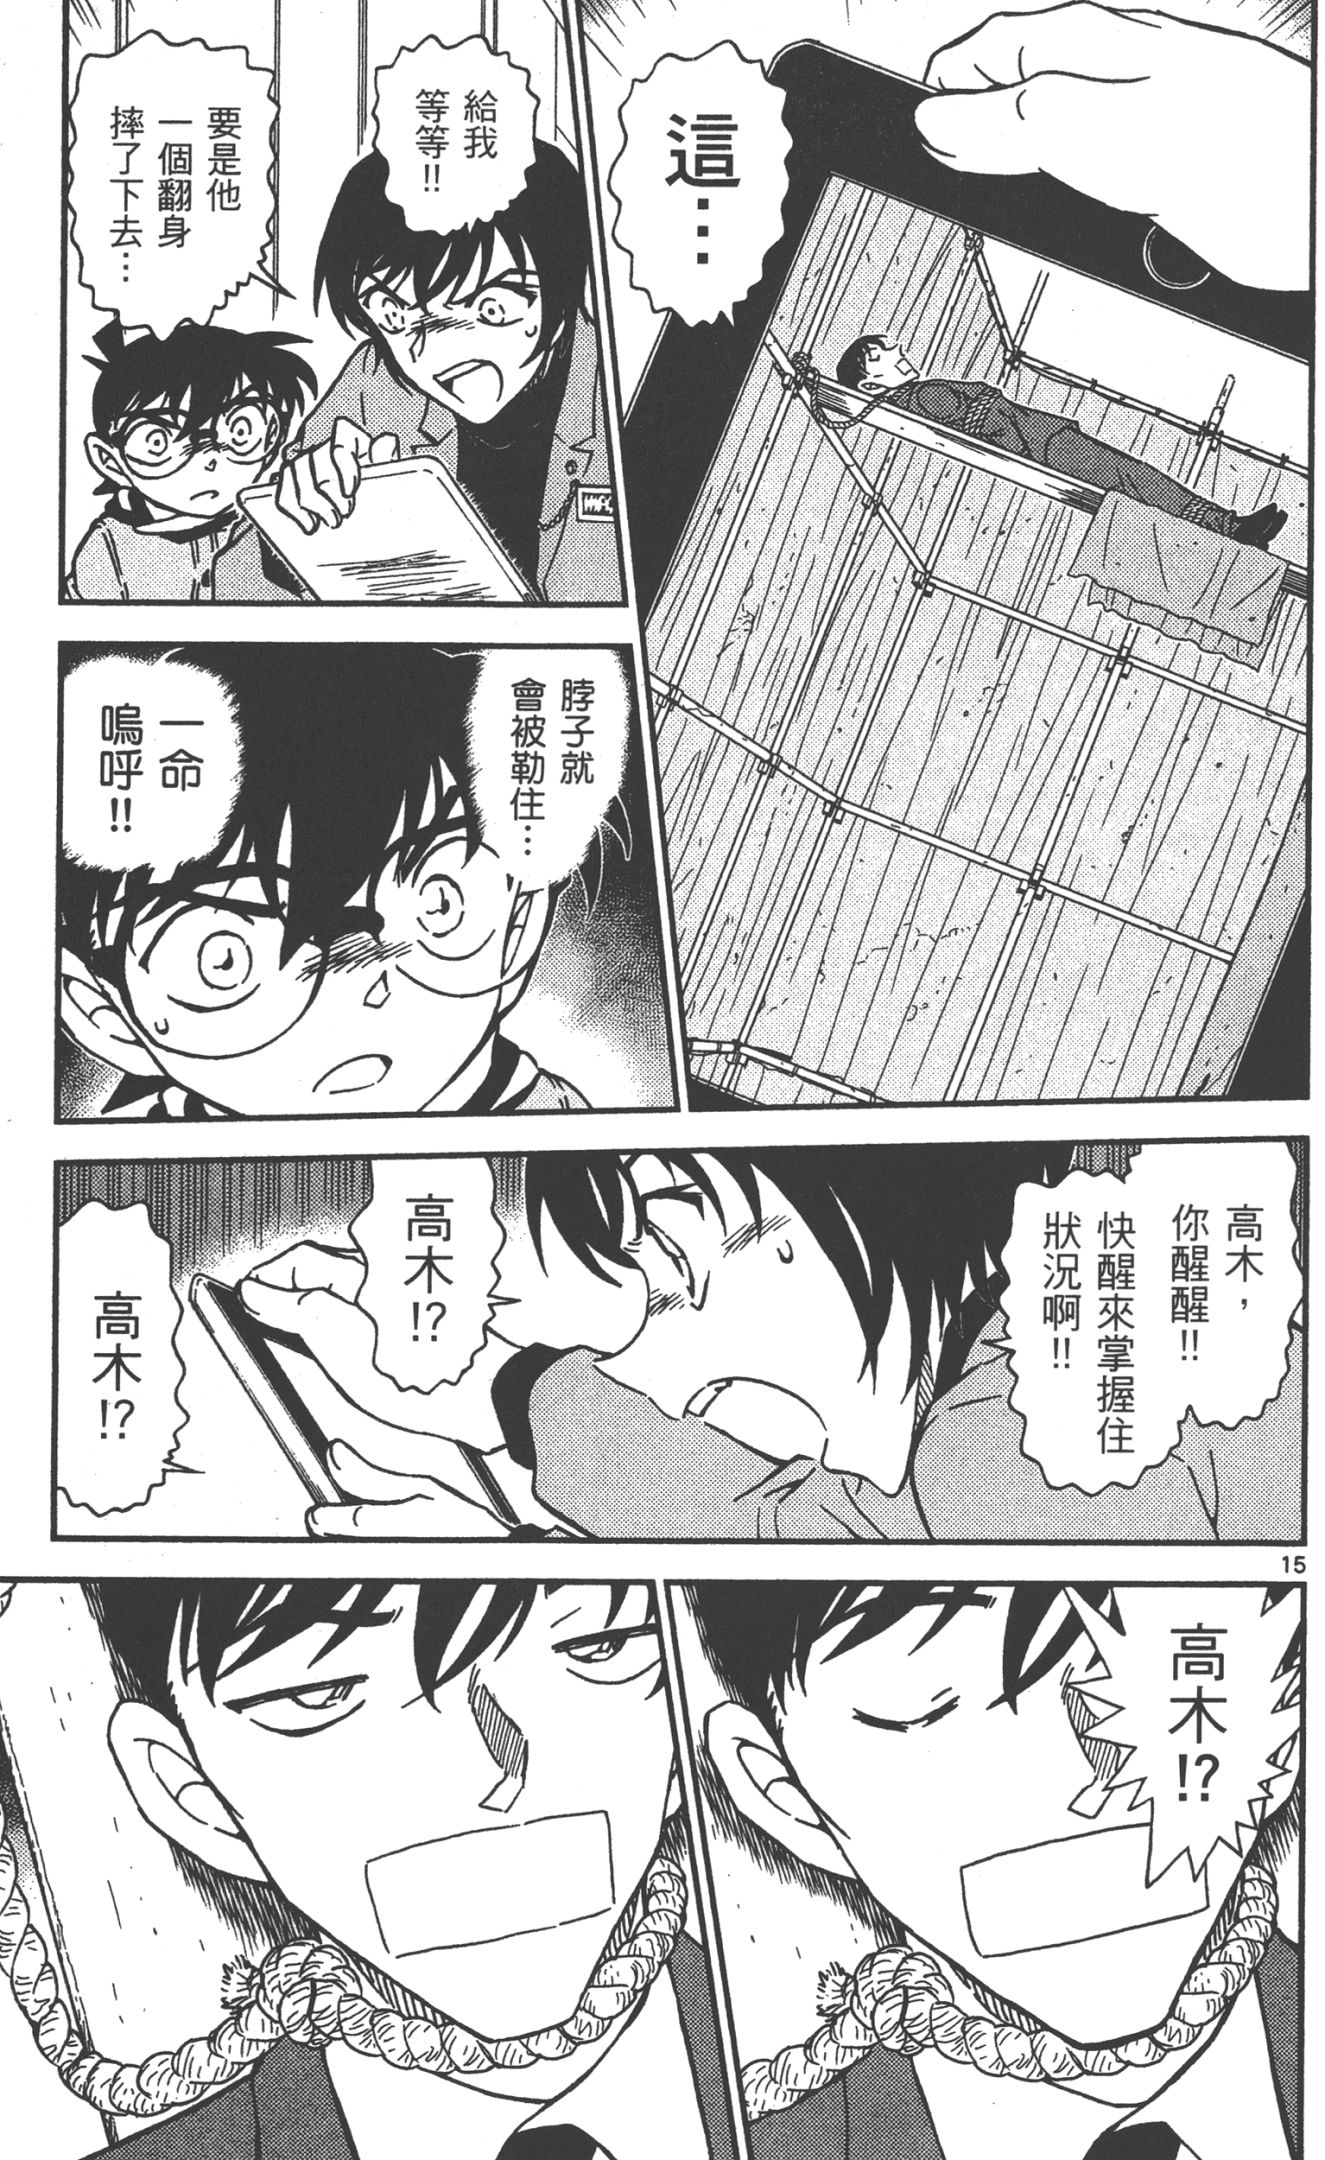 這…
給我
等等!!
要是他
一個翻身
摔了下去…
脖子就
會被勒住…
一命
嗚呼!!
高木，
你醒醒!!
快醒來掌握住
狀況啊!!
高木!?
高木!?
15
高木!?